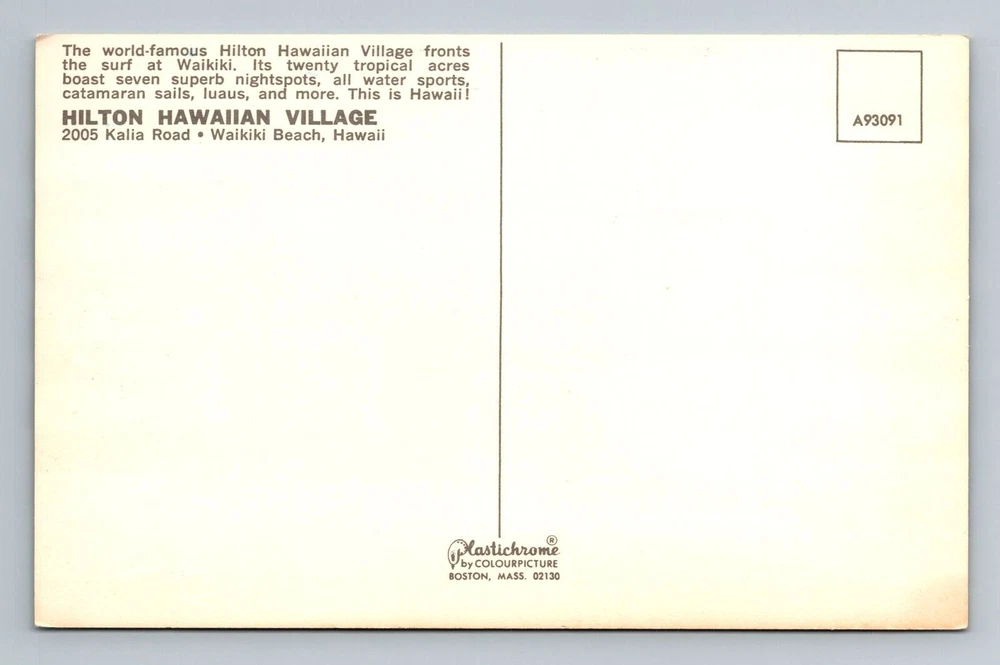 The world-famous Hilton Hawaiian Village fronts
the surf at Waikiki. Its twenty tropical acres
boast seven superb nightspots, all water sports,
catamaran sails, luaus, and more. This is Hawaii!
HILTON HAWAIIAN VILLAGE
2005 Kalia Road • Waikiki Beach, Hawaii
A93091
Plastichrome®
by COLOURPICTURE
BOSTON, MASS. 02130